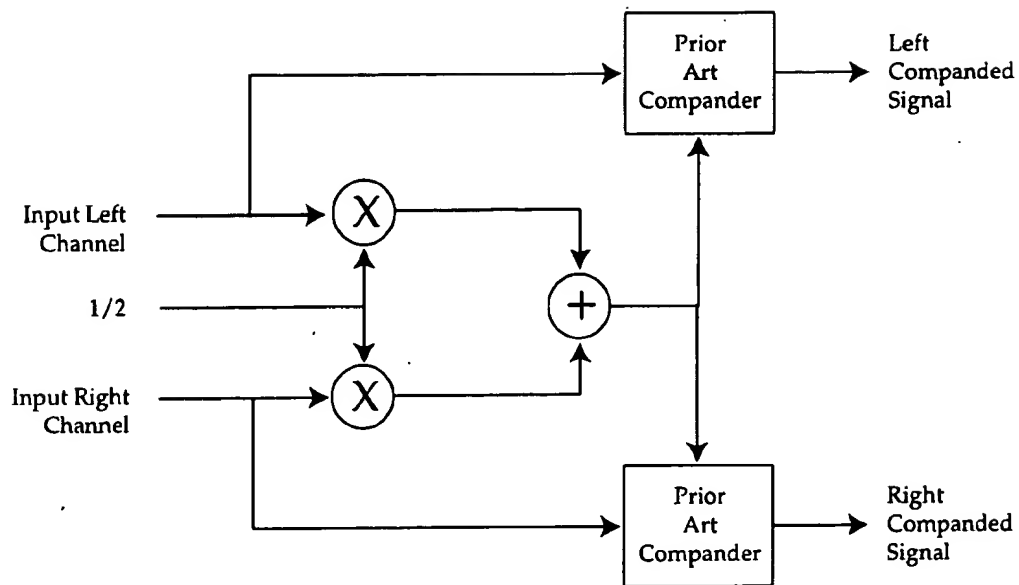 Prior
Art
Compander
Left
Companded
Signal
Input Left
Channel
X
1/2
+
Input Right
Channel
X
Prior
Art
Compander
Right
Companded
Signal